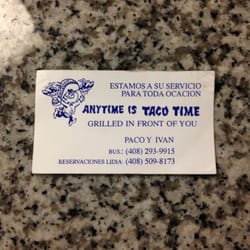 ESTAMOS A SU SERVICIO
PARA TODA OCACION
ANYTIME IS TACO TIME
GRILLED IN FRONT OF YOU
PACO Y IVAN
BUS.: (408) 293-9915
RESERVACIONES LIDIA: (408) 509-8173